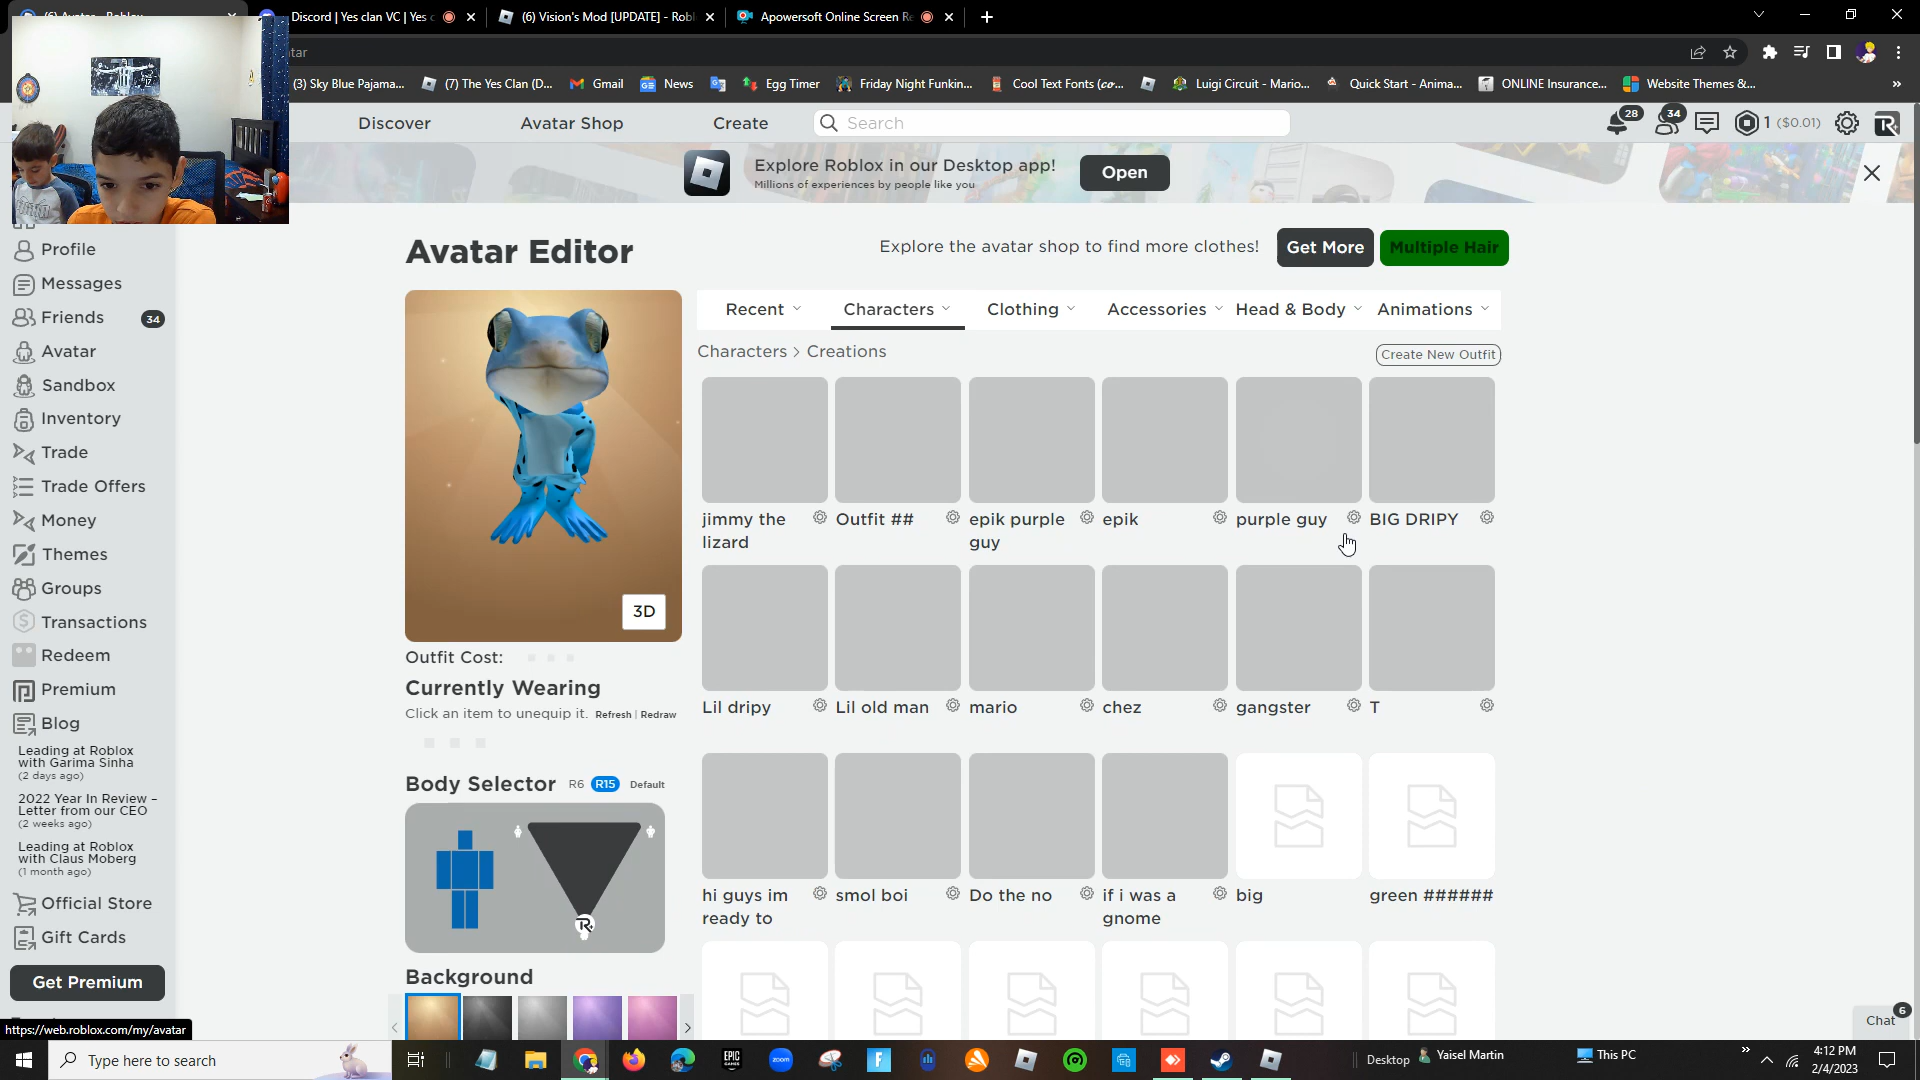 Discord | Yes clan VC | Yes c
(6) Vision's Mod [UPDATE] - Robl
Apowersoft Online Screen Re
tar
(3) Sky Blue Pajama...
(7) The Yes Clan (D...
Gmail
News
Egg Timer
Friday Night Funkin...
Cool Text Fonts (co...
Luigi Circuit - Mario...
Quick Start - Anima...
ONLINE Insurance...
Website Themes &...
Discover
Avatar Shop
Create
Search
28
34
1 ($0.01)
Explore Roblox in our Desktop app!
Millions of experiences by people like you
Open
Profile
Messages
Friends 34
Avatar
Sandbox
Inventory
Trade
Trade Offers
Money
Themes
Groups
Transactions
Redeem
Premium
Blog
Leading at Roblox
with Garima Sinha
(2 days ago)
2022 Year In Review -
Letter from our CEO
(2 weeks ago)
Leading at Roblox
with Claus Moberg
(1 month ago)
Official Store
Gift Cards
Get Premium
https://web.roblox.com/my/avatar
Avatar Editor
Explore the avatar shop to find more clothes!
Get More
Multiple Hair
3D
Outfit Cost:
Currently Wearing
Click an item to unequip it. Refresh | Redraw
Body Selector R6 R15 Default
Background
Recent
Characters
Clothing
Accessories
Head & Body
Animations
Characters > Creations
Create New Outfit
jimmy the
lizard
Outfit ##
epik purple
guy
epik
purple guy
BIG DRIPY
Lil dripy
Lil old man
mario
chez
gangster
T
hi guys im
ready to
smol boi
Do the no
if i was a
gnome
big
green ######
Chat 6
Type here to search
EPIC GAMES
zoom
Desktop
Yaisel Martin
This PC
4:12 PM
2/4/2023